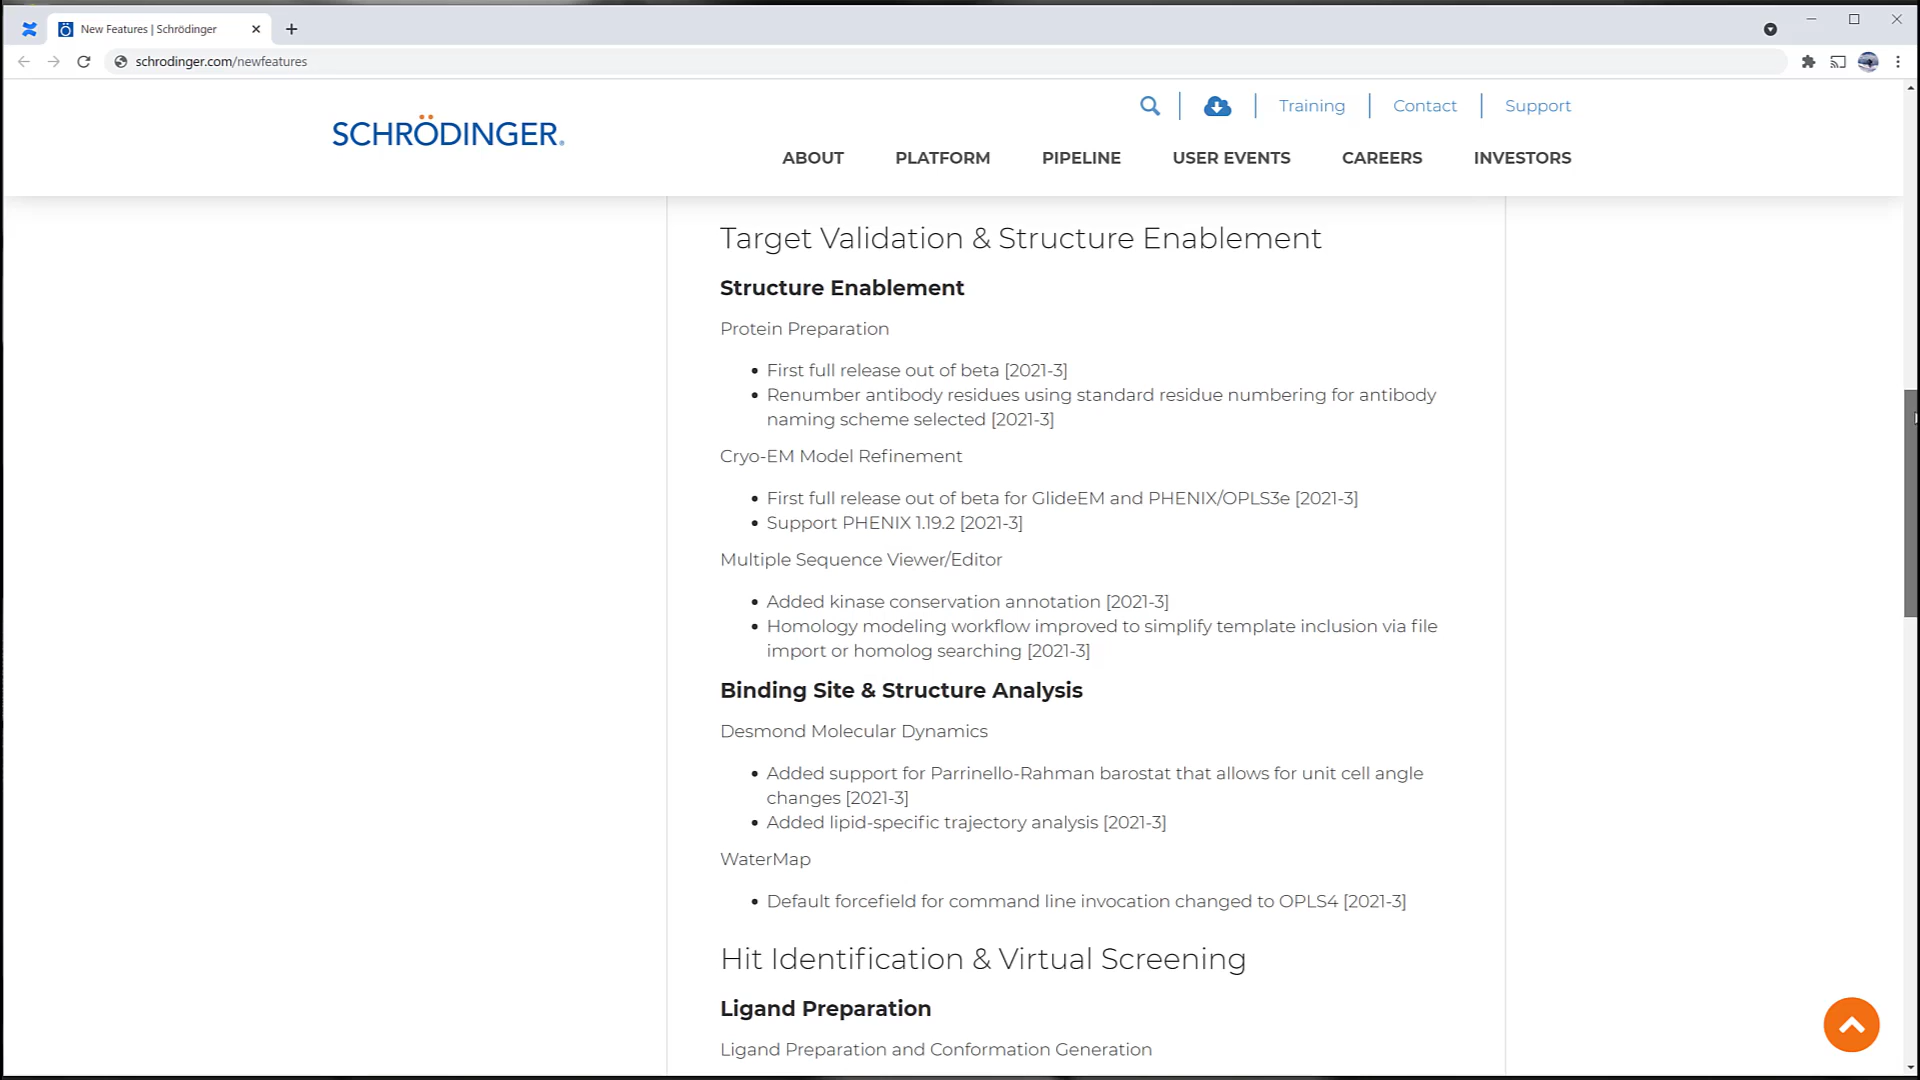 New Features | Schrödinger
schrodinger.com/newfeatures
Training
Contact
Support
SCHRÖDINGER®
ABOUT
PLATFORM
PIPELINE
USER EVENTS
CAREERS
INVESTORS
Target Validation & Structure Enablement
Structure Enablement
Protein Preparation
First full release out of beta [2021-3]
Renumber antibody residues using standard residue numbering for antibody
naming scheme selected [2021-3]
Cryo-EM Model Refinement
First full release out of beta for GlideEM and PHENIX/OPLS3e [2021-3]
Support PHENIX 1.19.2 [2021-3]
Multiple Sequence Viewer/Editor
Added kinase conservation annotation [2021-3]
Homology modeling workflow improved to simplify template inclusion via file
import or homolog searching [2021-3]
Binding Site & Structure Analysis
Desmond Molecular Dynamics
Added support for Parrinello-Rahman barostat that allows for unit cell angle
changes [2021-3]
Added lipid-specific trajectory analysis [2021-3]
WaterMap
Default forcefield for command line invocation changed to OPLS4 [2021-3]
Hit Identification & Virtual Screening
Ligand Preparation
Ligand Preparation and Conformation Generation